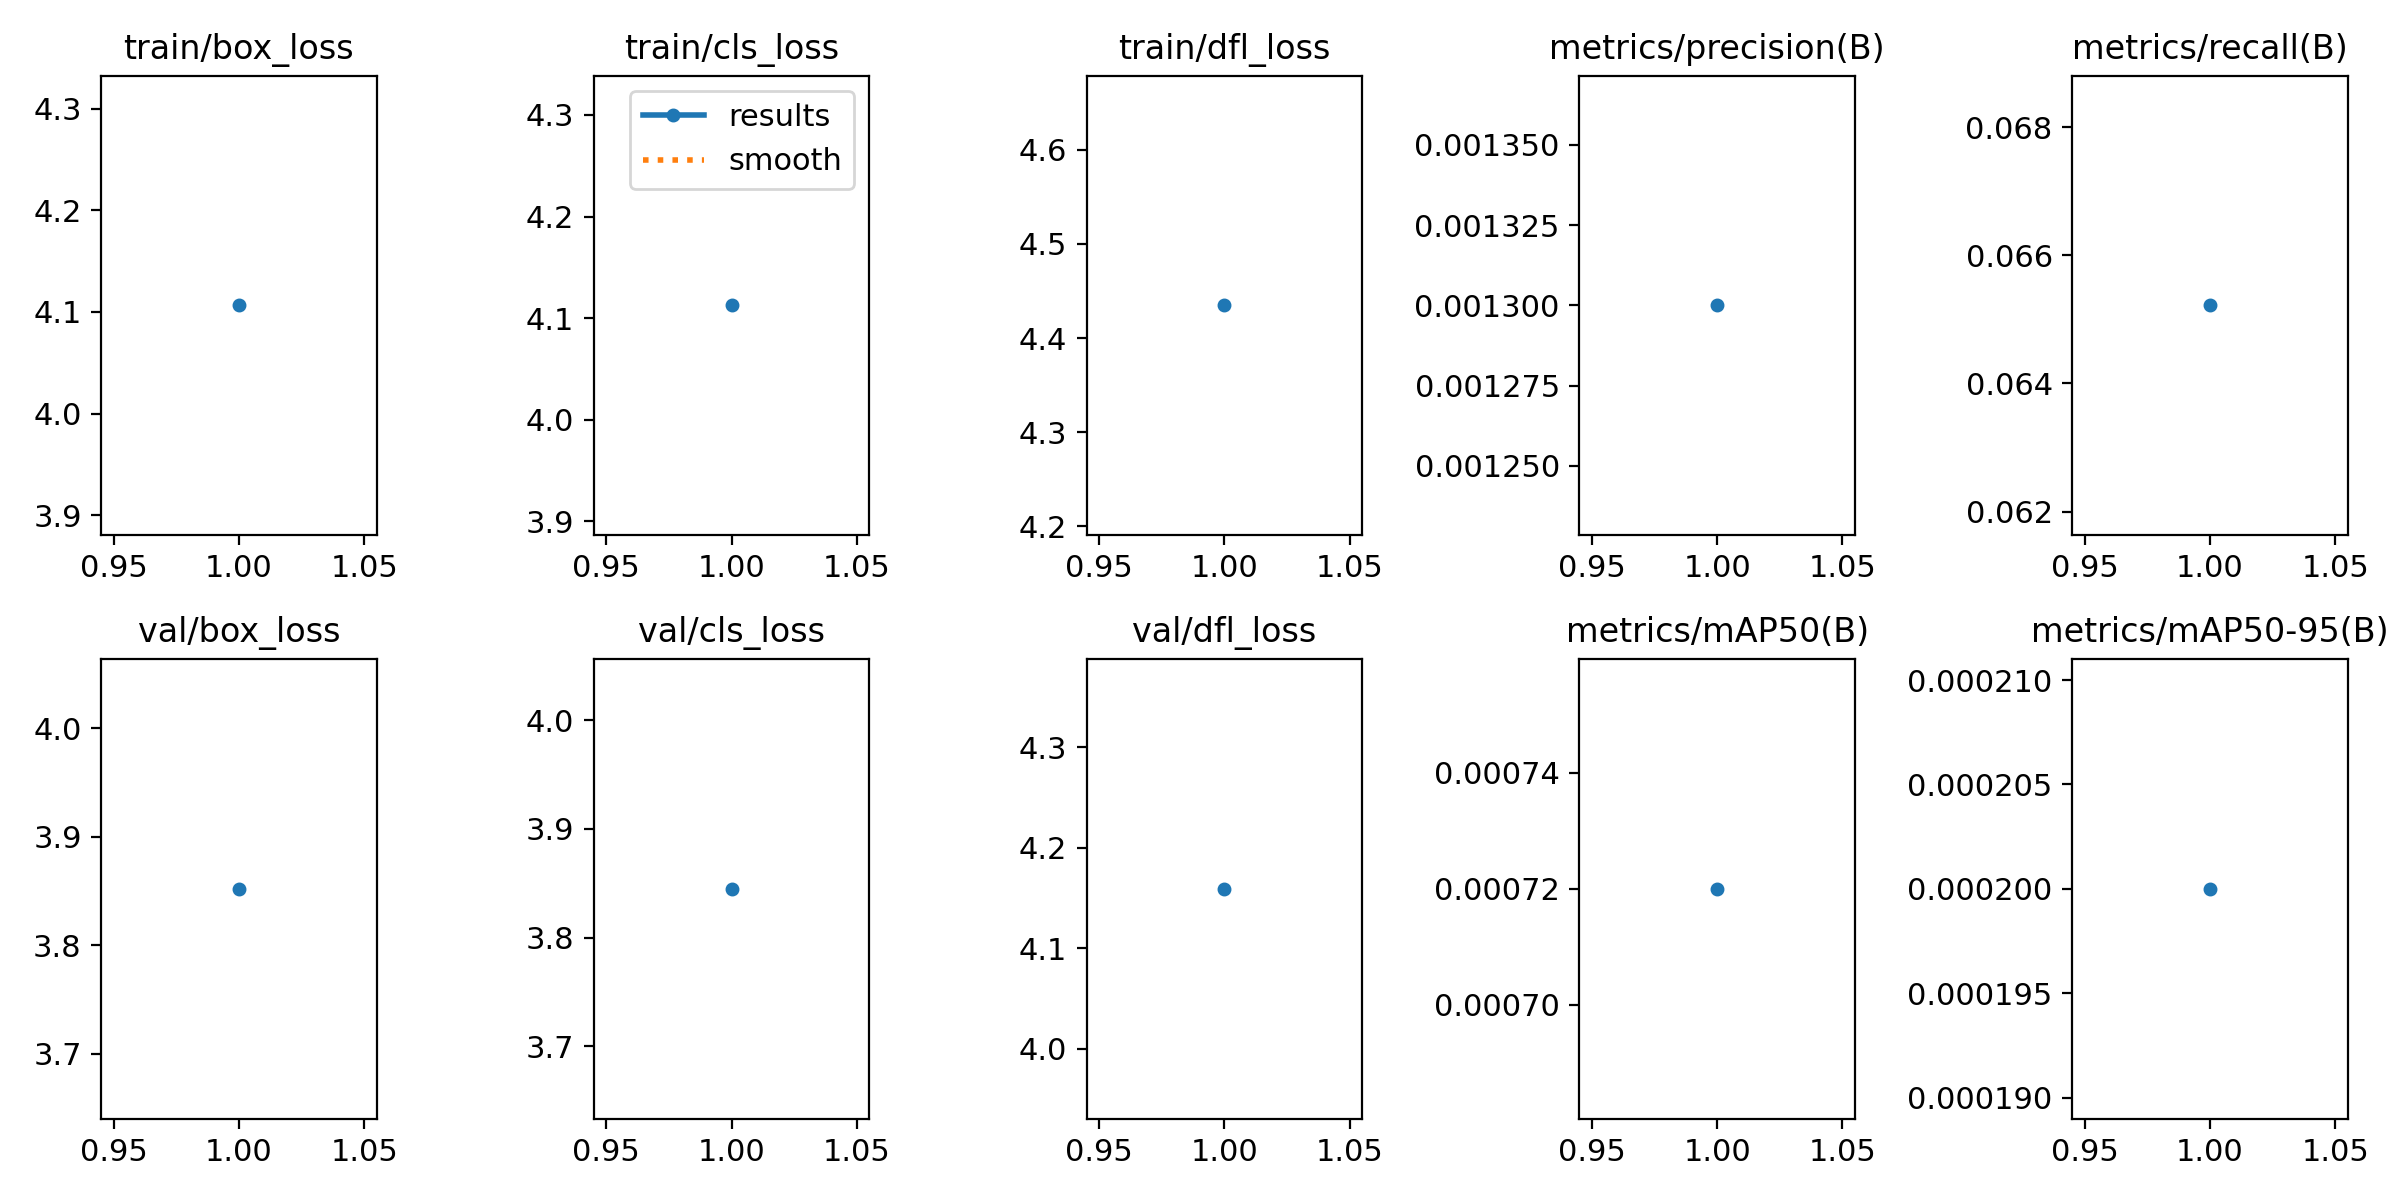 train/box_loss
4.3
4.2
4.1
4.0
3.9
0.95 1.00 1.05
train/cls_loss
results
smooth
4.3
4.2
4.1
4.0
3.9
0.95 1.00 1.05
train/dfl_loss
4.6
4.5
4.4
4.3
4.2
0.95 1.00 1.05
metrics/precision(B)
0.001350
0.001325
0.001300
0.001275
0.001250
0.95 1.00 1.05
metrics/recall(B)
0.068
0.066
0.064
0.062
0.95 1.00 1.05
val/box_loss
4.0
3.9
3.8
3.7
0.95 1.00 1.05
val/cls_loss
4.0
3.9
3.8
3.7
0.95 1.00 1.05
val/dfl_loss
4.3
4.2
4.1
4.0
0.95 1.00 1.05
metrics/mAP50(B)
0.00074
0.00072
0.00070
0.95 1.00 1.05
metrics/mAP50-95(B)
0.000210
0.000205
0.000200
0.000195
0.000190
0.95 1.00 1.05